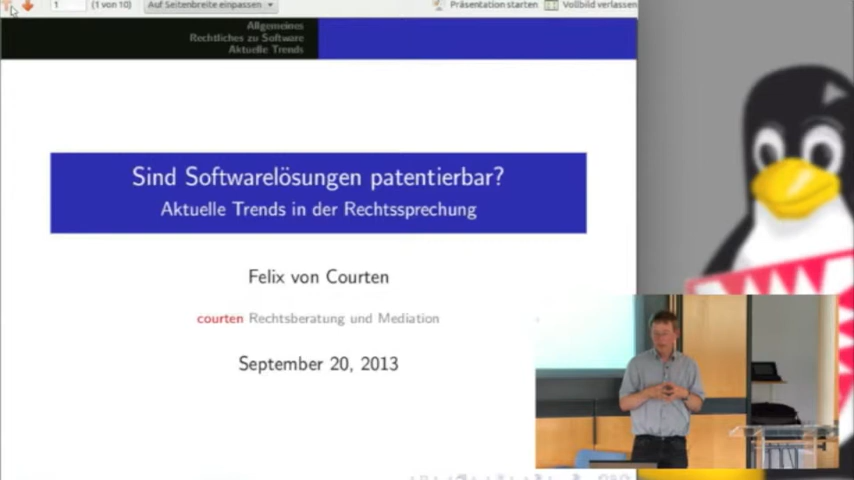 1 (1 von 10) Auf Seitenbreite einpassen Präsentation starten Vollbild verlassen
Allgemeines
Rechtliches zu Software
Aktuelle Trends
Sind Softwarelösungen patentierbar?
Aktuelle Trends in der Rechtssprechung
Felix von Courten
courten Rechtsberatung und Mediation
September 20, 2013